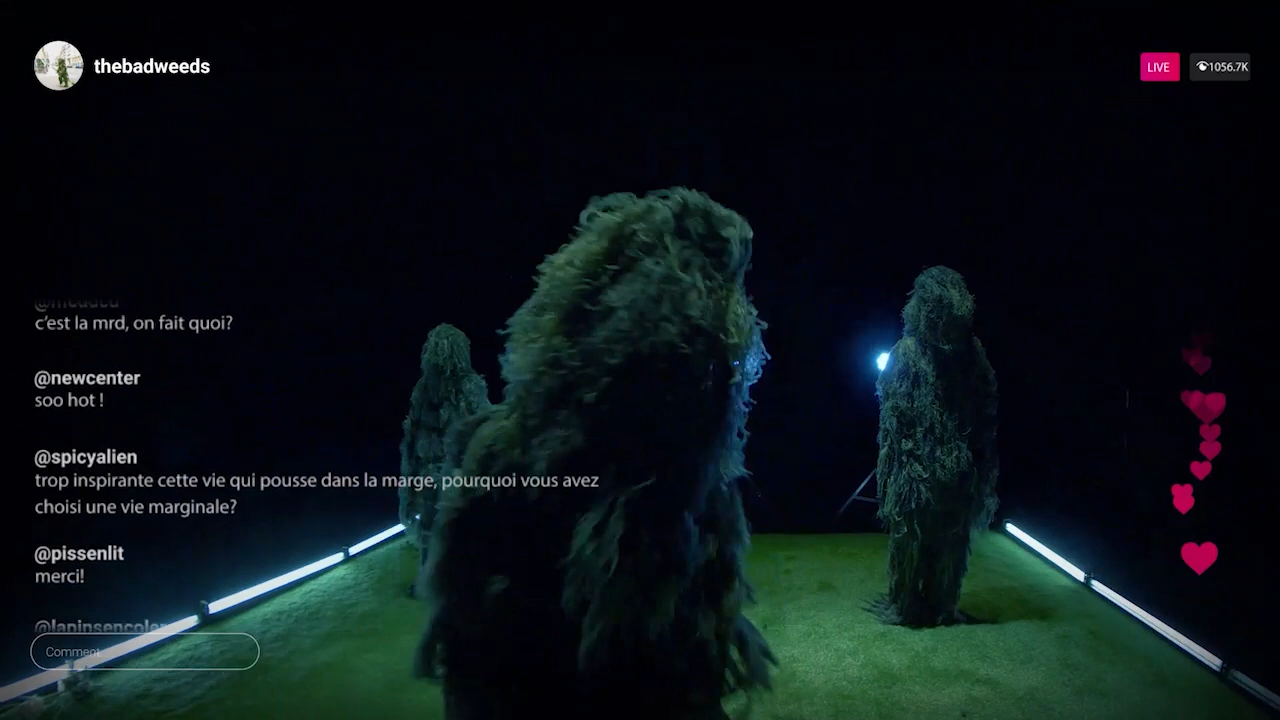 thebadweeds
LIVE
1056.7K
c'est la mrd, on fait quoi?
@newcenter
soo hot !
@spicyalien
trop inspirante cette vie qui pousse dans la marge, pourquoi vous avez
choisi une vie marginale?
@pissenlit
merci!
@lapinsencoler
Comment